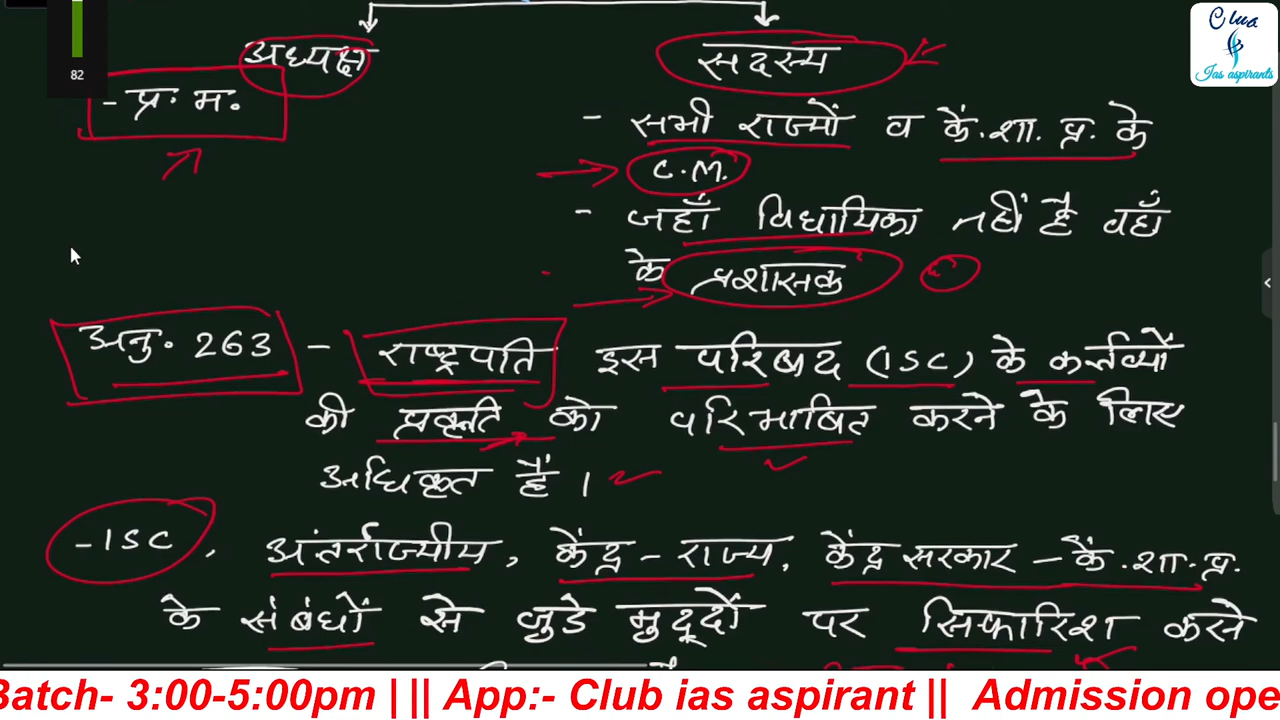 82
Club
Ias aspirants
अध्यक्ष
सदस्य
- प्र. म.
- सभी राज्यों व कें.शा.प्र. के
C.M.
- जहाँ विधायिका नहीं है वहाँ
के प्रशासक
अनु. 263 - राष्ट्रपति इस परिषद (ISC) के कर्त्तव्यों
की प्रकृति को परिभाषित करने के लिए
अधिकृत हैं।
- ISC, अंतर्राज्यीय, केंद्र - राज्य, केंद्र सरकार - कें.शा.प्र.
के संबंधों से जुडे मुद्दों पर सिफारिश करने
Batch- 3:00-5:00pm | || App:- Club ias aspirant || Admission ope